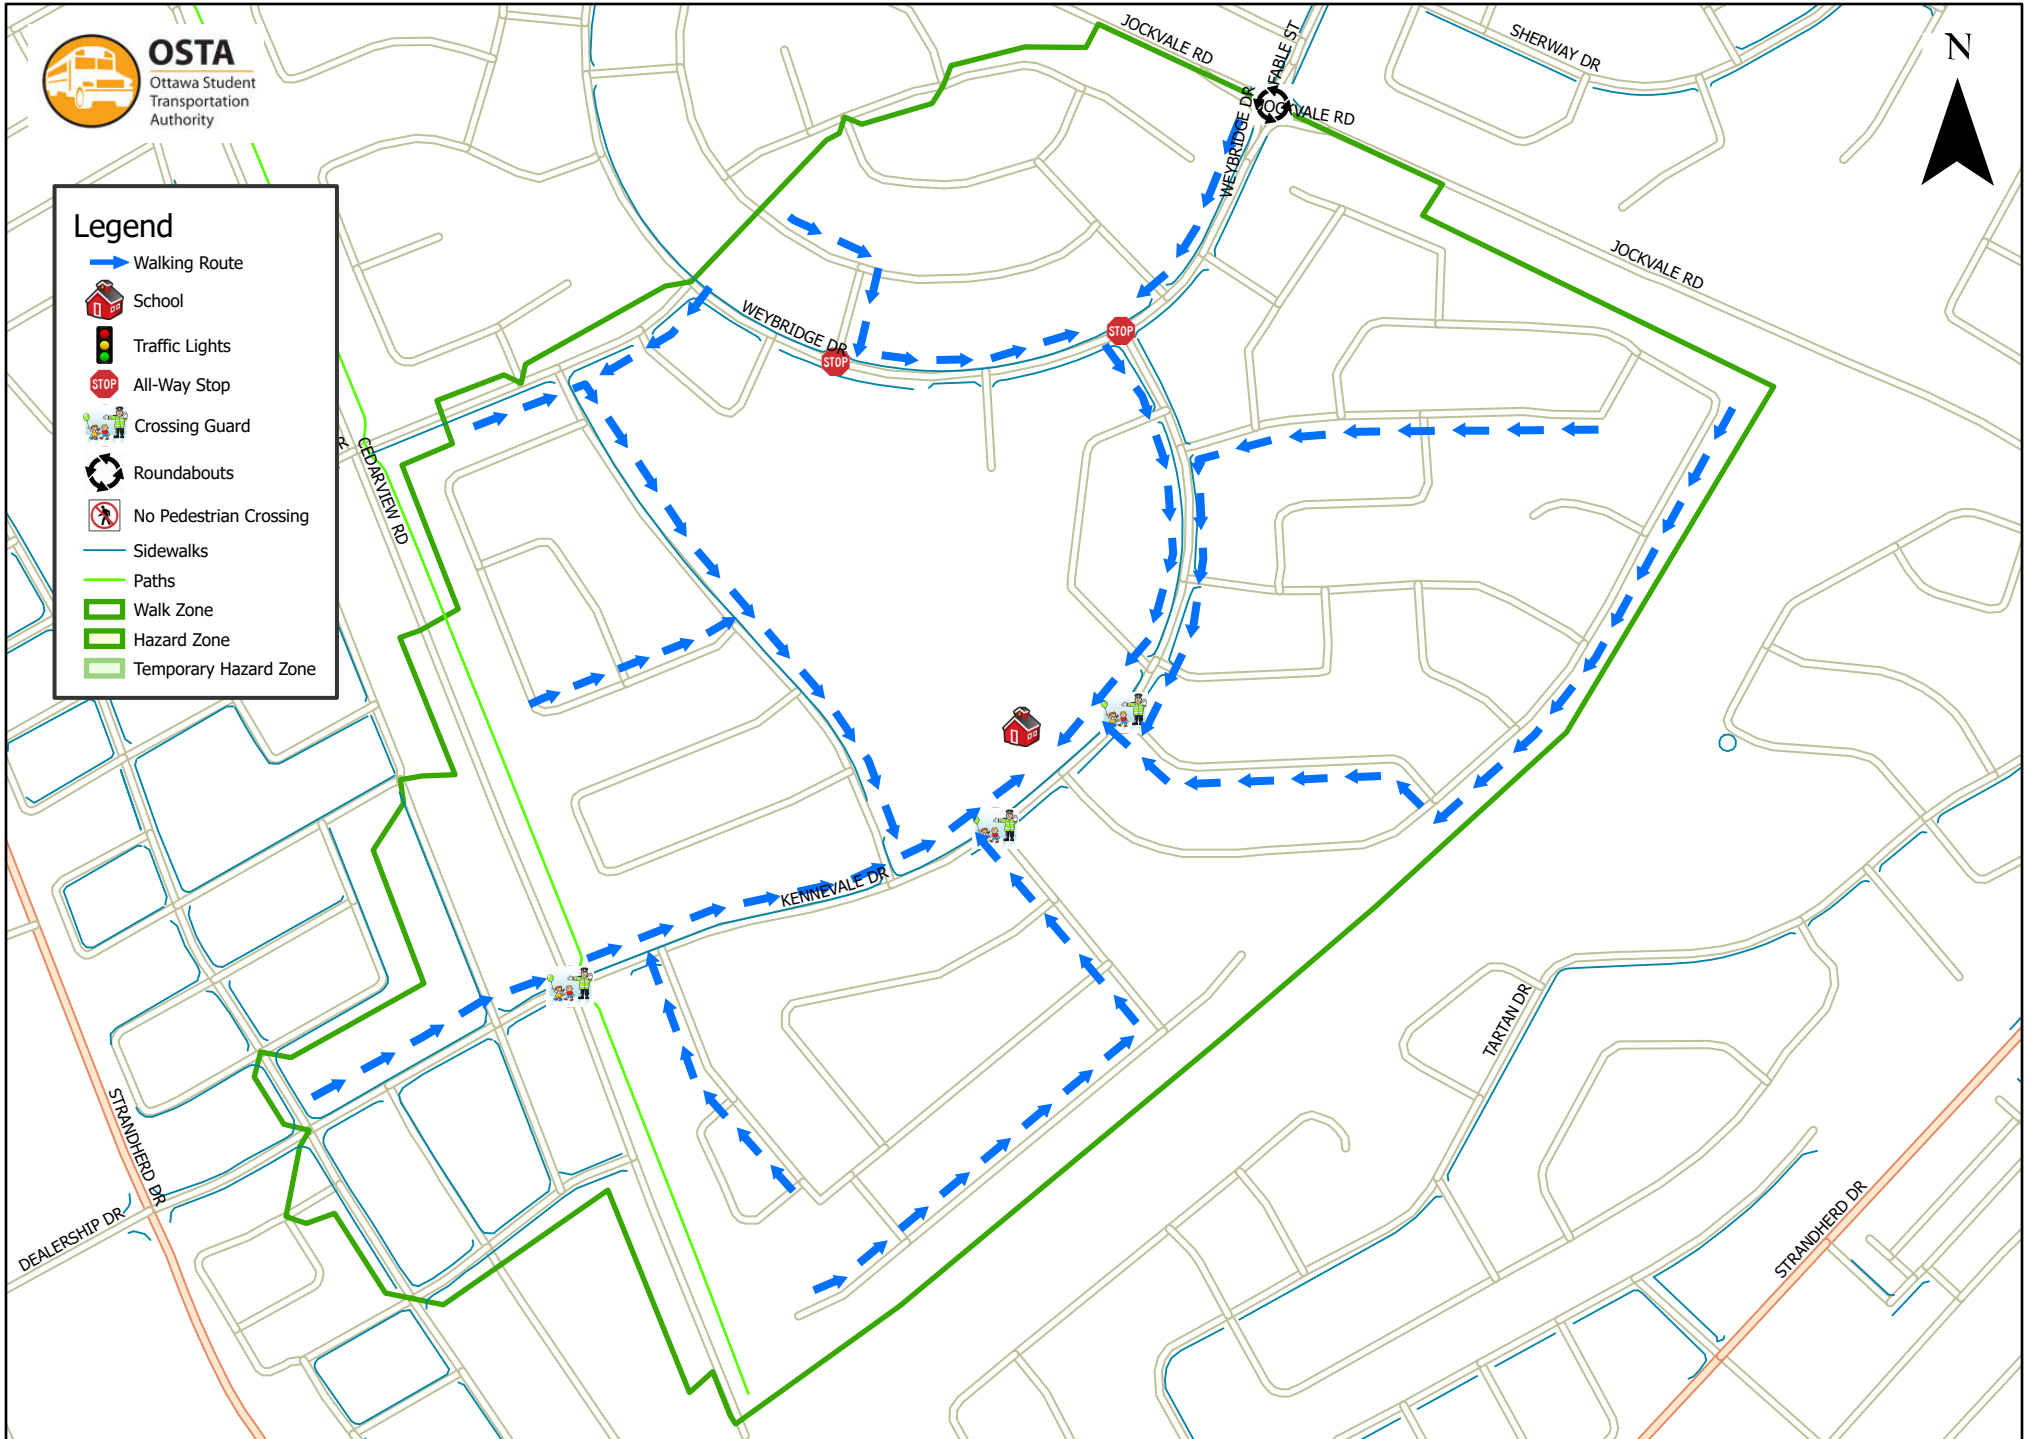 OSTA
Ottawa Student
Transportation
Authority
Legend
Walking Route
School
Traffic Lights
STOP
All-Way Stop
Crossing Guard
Roundabouts
No Pedestrian Crossing
Sidewalks
Paths
Walk Zone
Hazard Zone
Temporary Hazard Zone
N
JOCKVALE RD
FABLE ST
SHERWAY DR
JOCKVALE RD
WEYBRIDGE DR
JOCKVALE RD
WEYBRIDGE DR
STOP
STOP
R
CEDARVIEW RD
KENNEVALE DR
STRANDHERD DR
DEALERSHIP DR
TARTAN DR
STRANDHERD DR